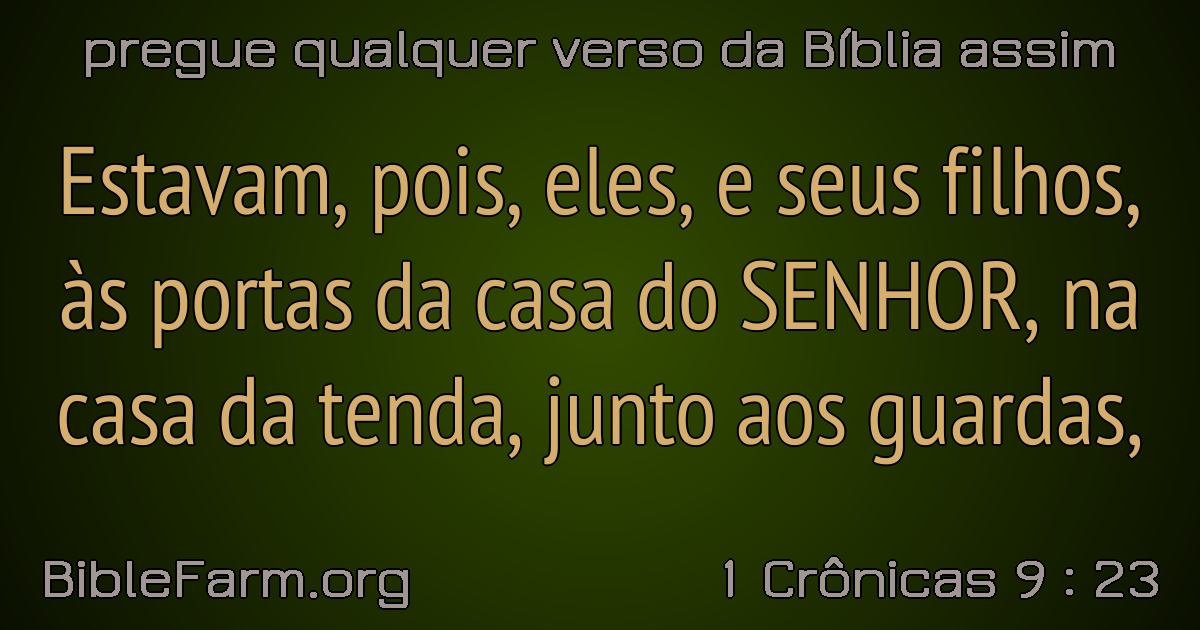 pregue qualquer verso da Bíblia assim
Estavam, pois, eles, e seus filhos,
às portas da casa do SENHOR, na
casa da tenda, junto aos guardas,
BibleFarm.org
1 Crônicas 9 : 23